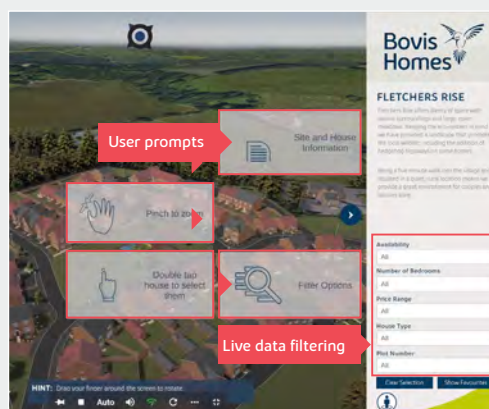 Bovis
Homes
FLETCHERS RISE
User prompts
Site and House
Information
Pinch to zoom
Double tap
house to select
them
Filter Options
Live data filtering
Availability
All
Number of Bedrooms
All
Price Range
All
House Type
All
Plot Number
All
Clear Selection
Show Favourites
HINT: Drag your finger around the screen to rotate
Auto